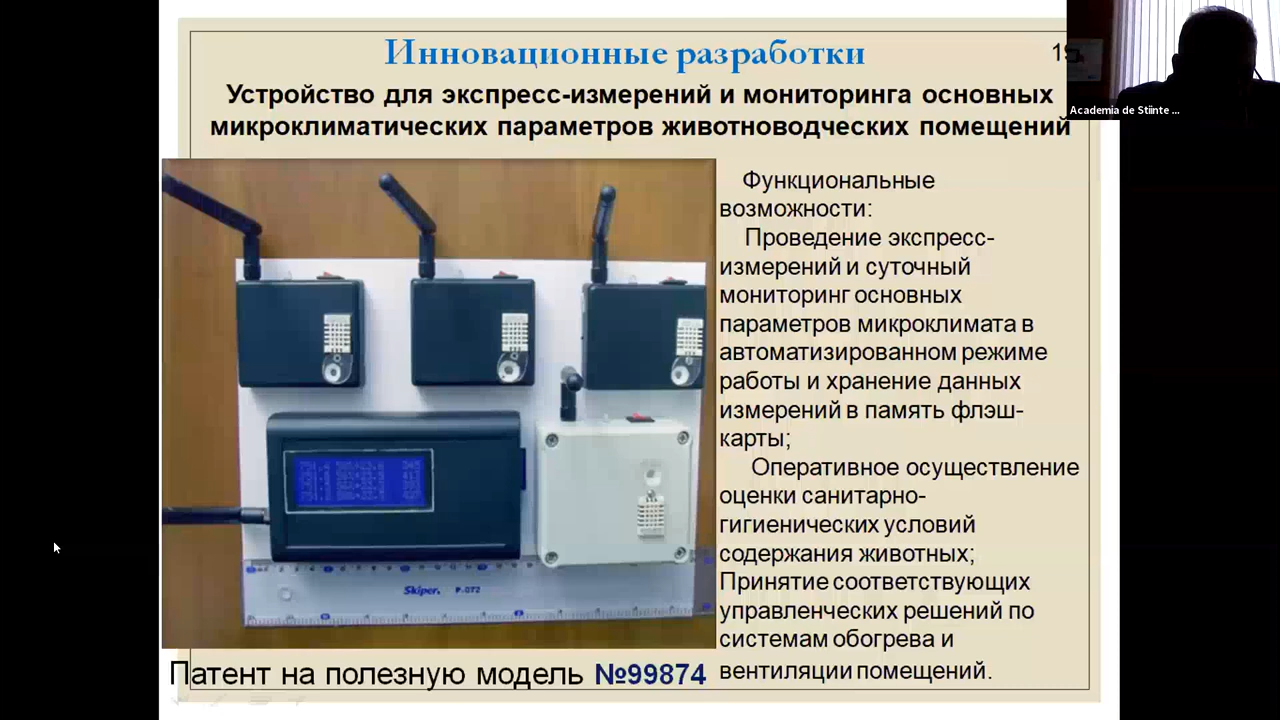 Инновационные разработки
Academia de Stiinte ...
Устройство для экспресс-измерений и мониторинга основных
микроклиматических параметров животноводческих помещений
Функциональные
возможности:
Проведение экспресс-
измерений и суточный
мониторинг основных
параметров микроклимата в
автоматизированном режиме
работы и хранение данных
измерений в память флэш-
карты;
Оперативное осуществление
оценки санитарно-
гигиенических условий
содержания животных;
Принятие соответствующих
управленческих решений по
системам обогрева и
вентиляции помещений.
Skiper. P-072
Патент на полезную модель №99874